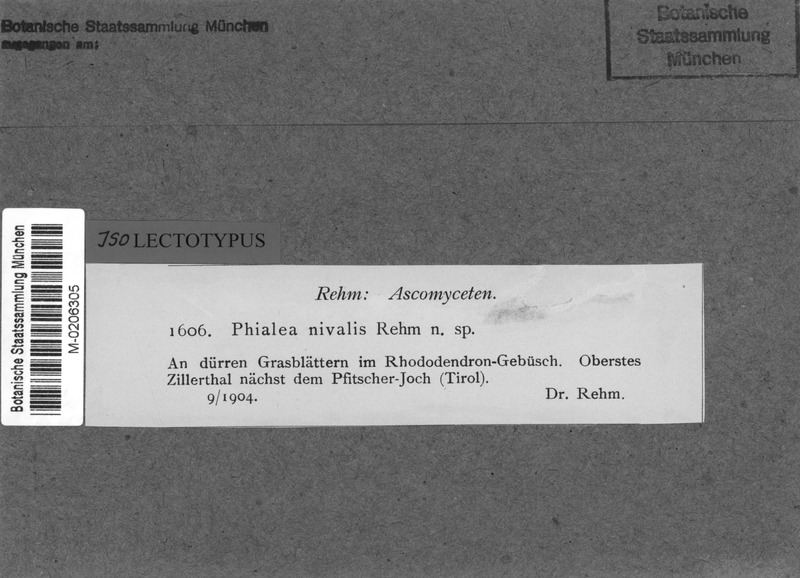 Botanische Staatssammlung München
eingegangen am:
Botanische
Staatssammlung
München
Botanische Staatssammlung München
M-0206305
ISO LECTOTYPUS
Rehm: Ascomyceten.
1606. Phialea nivalis Rehm n. sp.
An dürren Grasblättern im Rhododendron-Gebüsch. Oberstes
Zillerthal nächst dem Pfitscher-Joch (Tirol).
9/1904. Dr. Rehm.